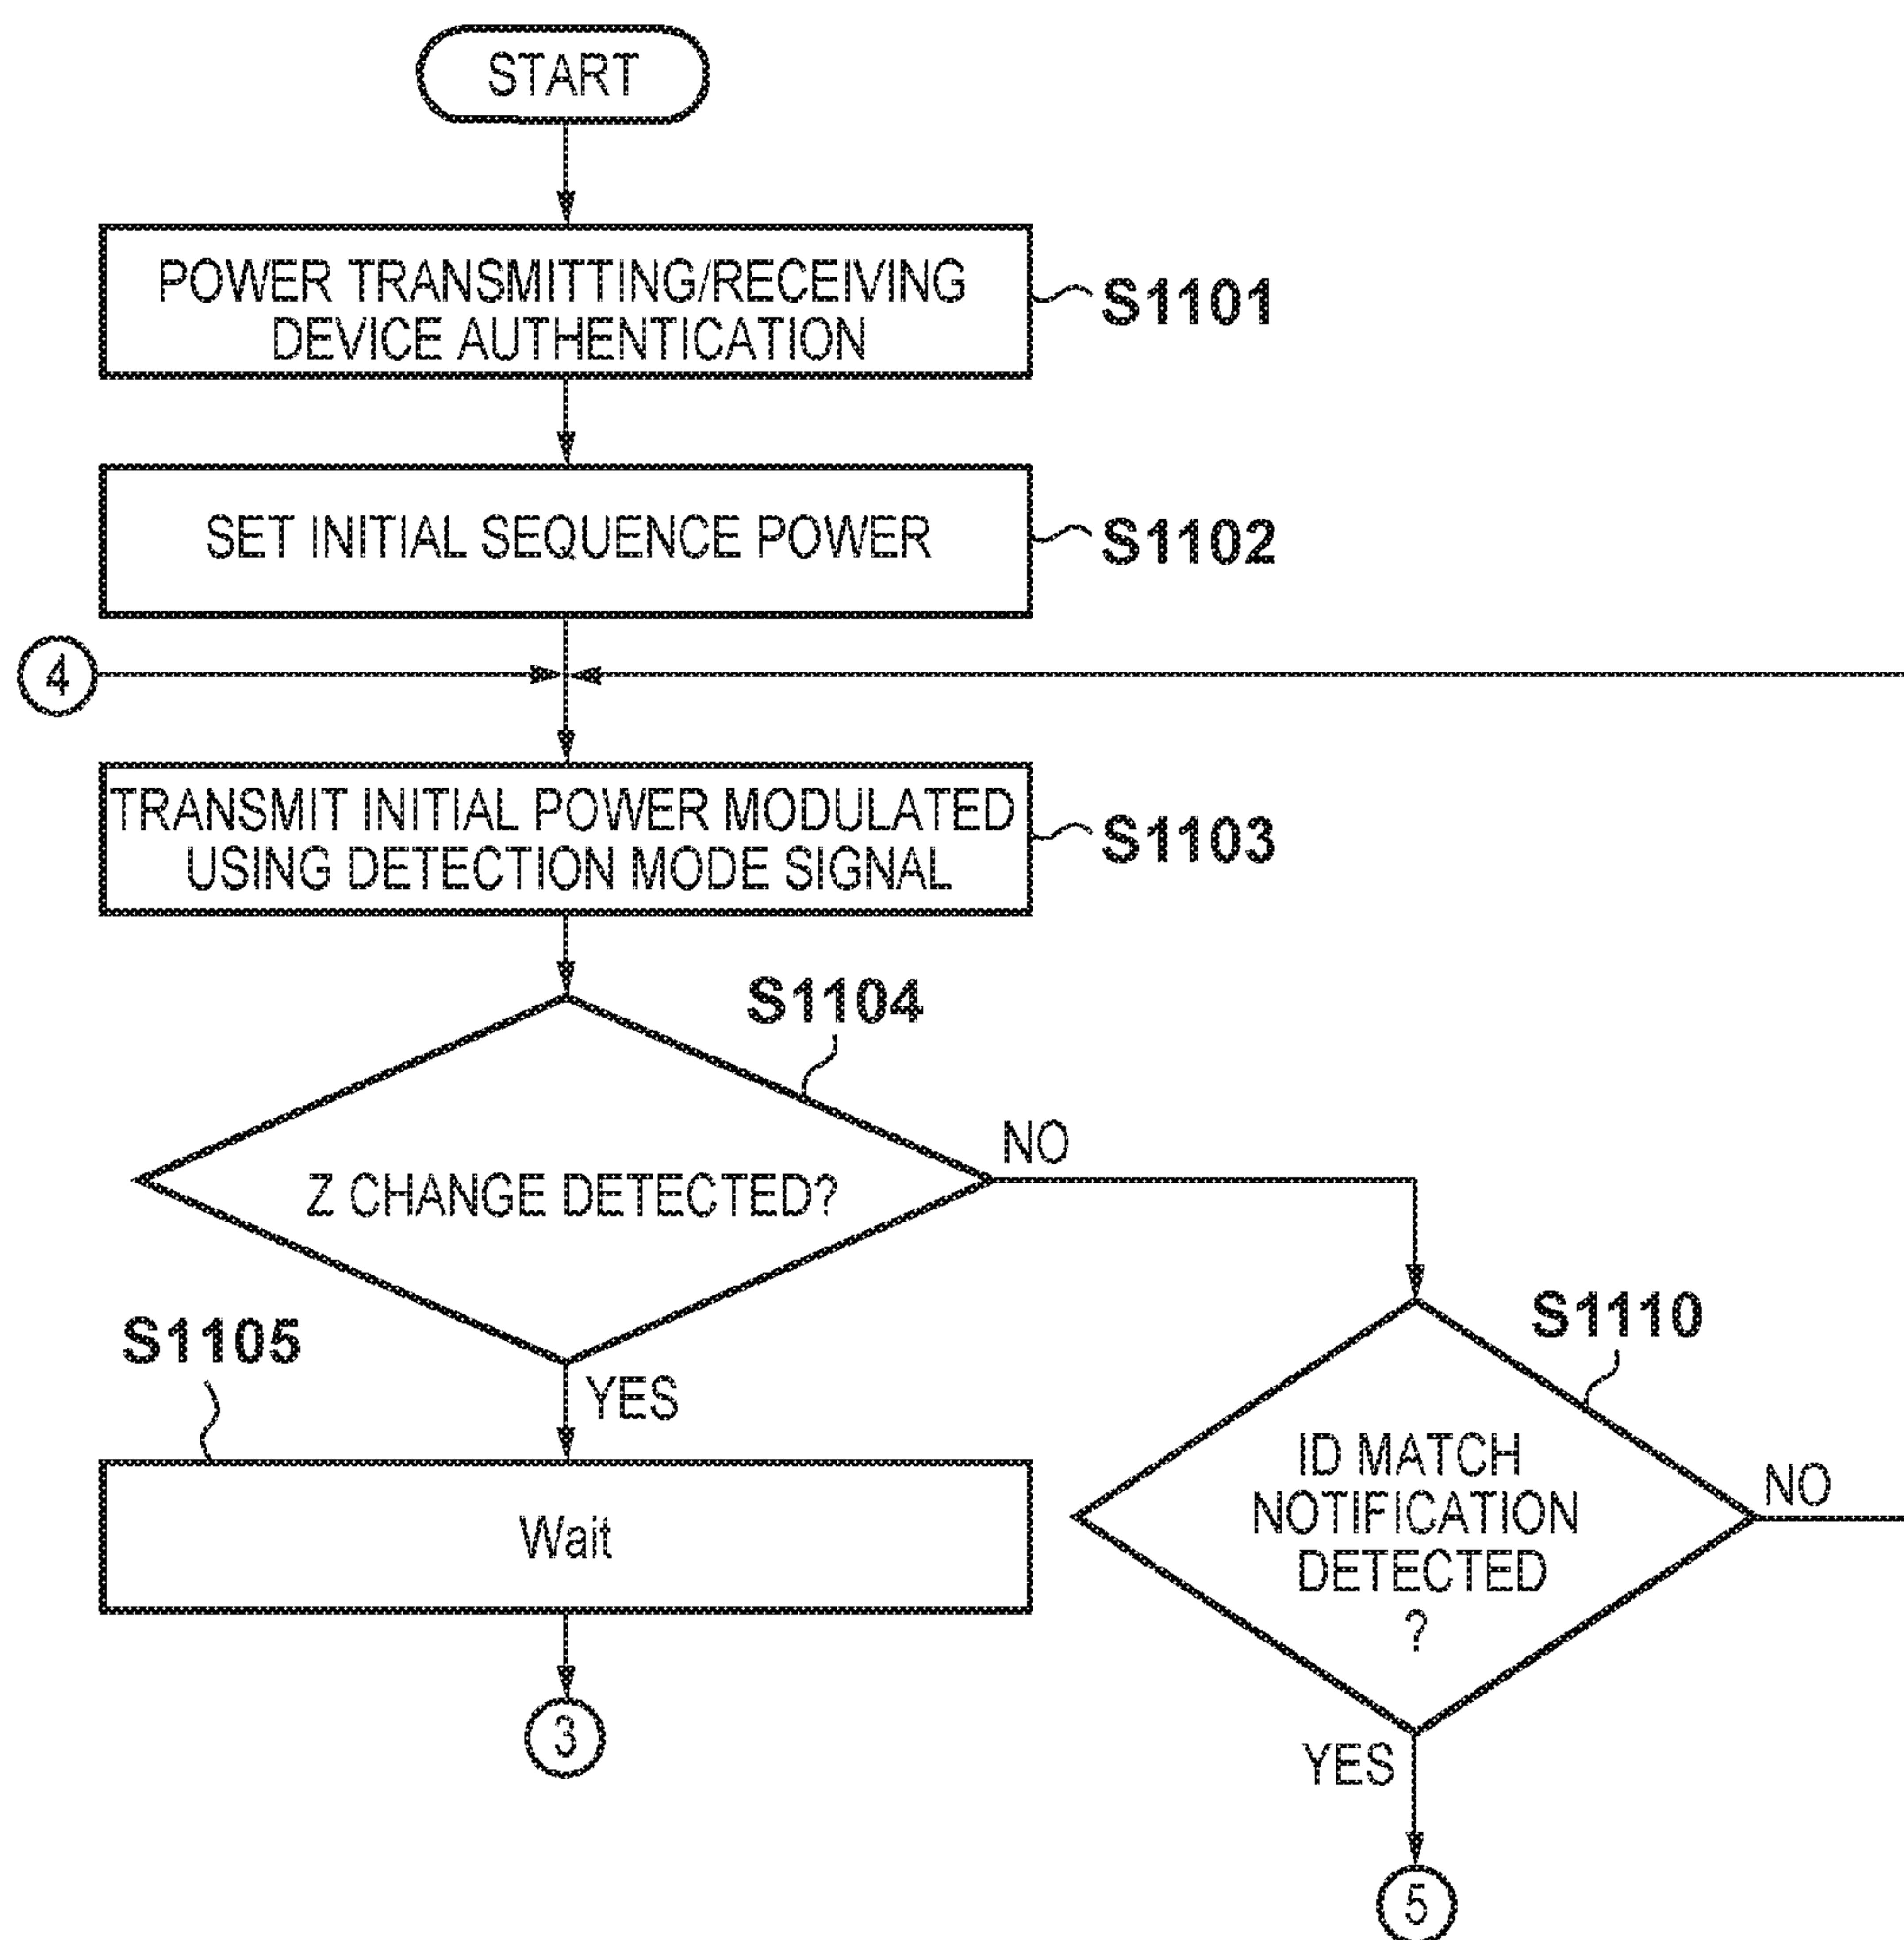 START
POWER TRANSMITTING/RECEIVING
DEVICE AUTHENTICATION
S1101
SET INITIAL SEQUENCE POWER
S1102
4
TRANSMIT INITIAL POWER MODULATED
USING DETECTION MODE SIGNAL
S1103
S1104
Z CHANGE DETECTED?
NO
YES
S1105
Wait
3
S1110
ID MATCH
NOTIFICATION
DETECTED
?
NO
YES
5